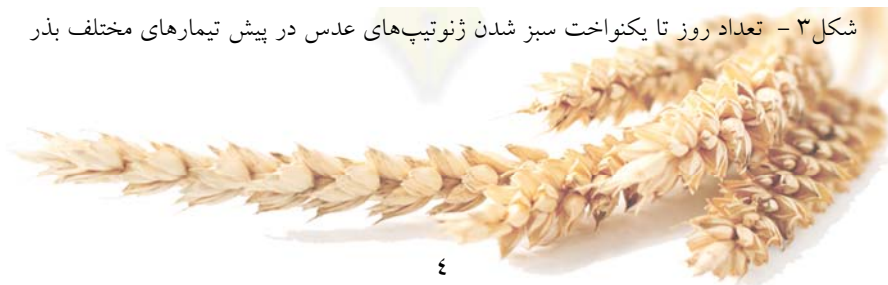 شکل۳ - تعداد روز تا یکنواخت سبز شدن ژنوتیپ‌های عدس در پیش تیمارهای مختلف بذر
٤